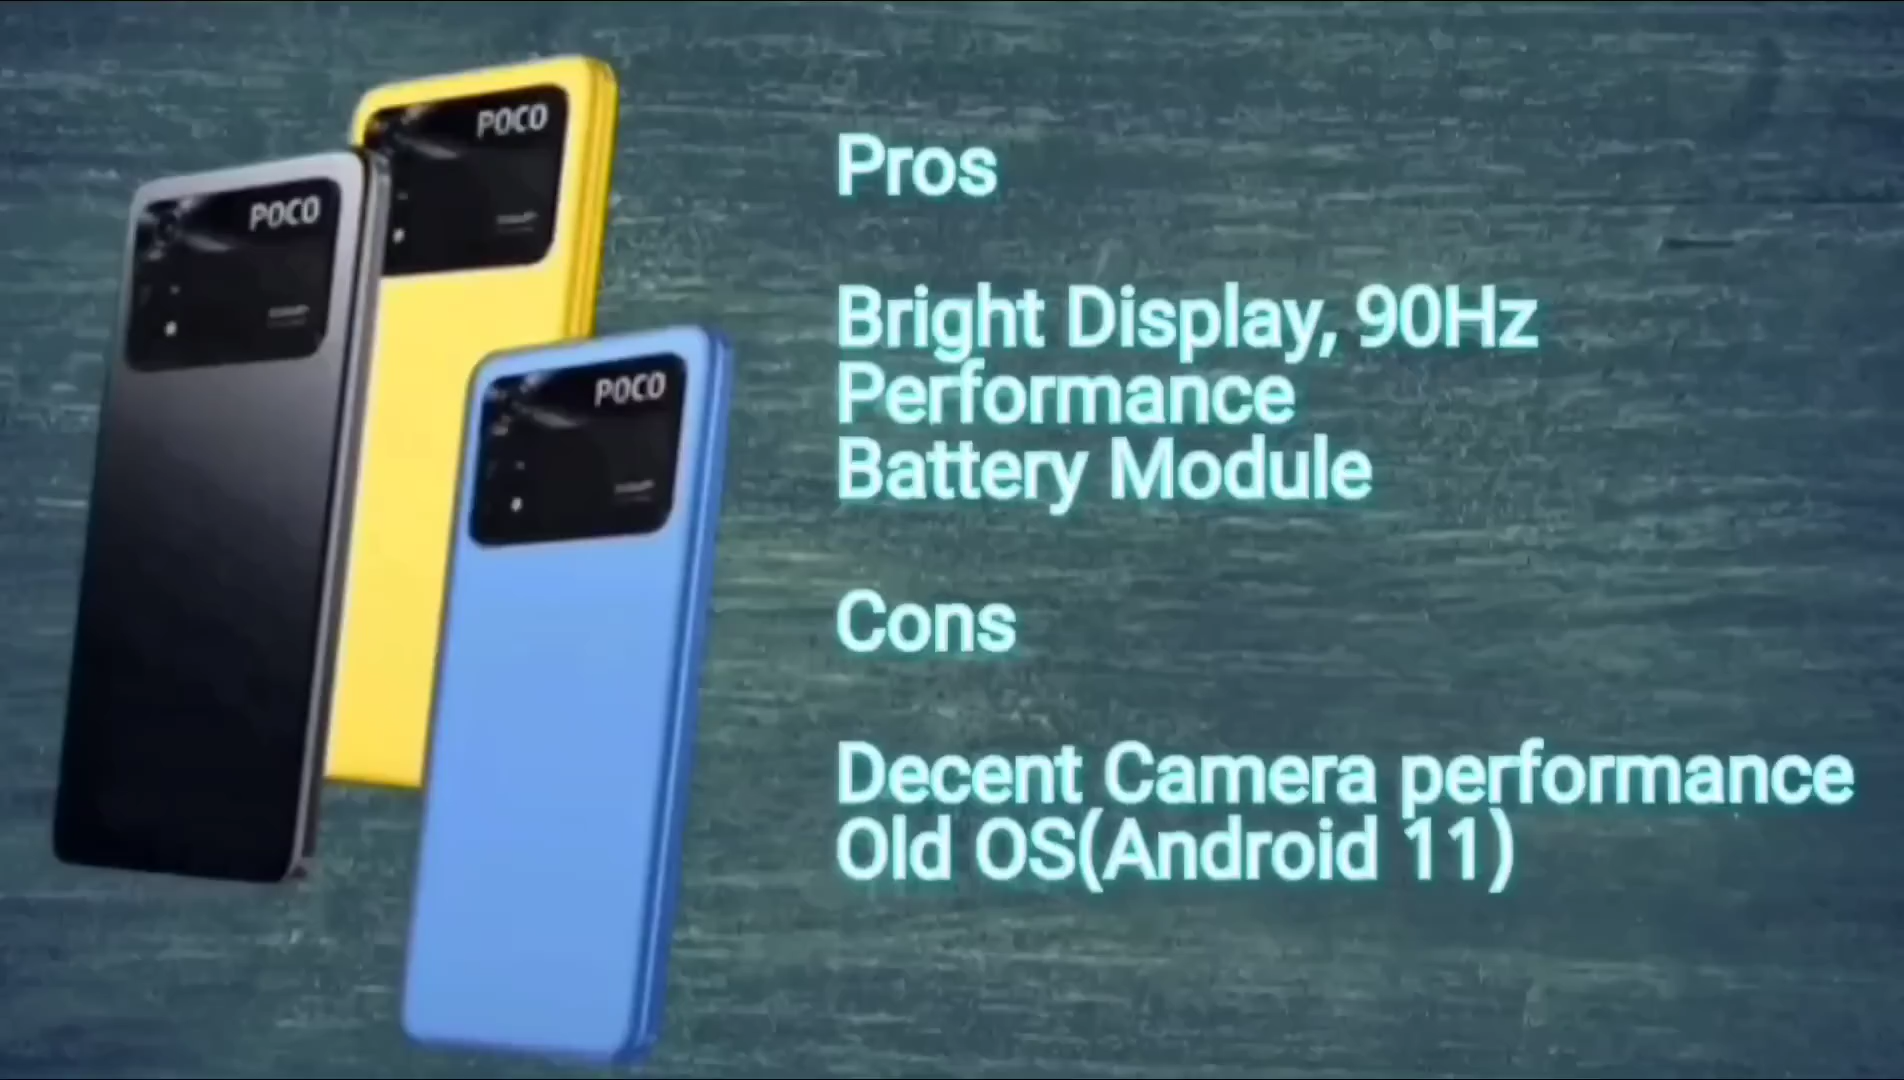 POCO
POCO
POCO
Pros
Bright Display, 90Hz
Performance
Battery Module
Cons
Decent Camera performance
Old OS(Android 11)